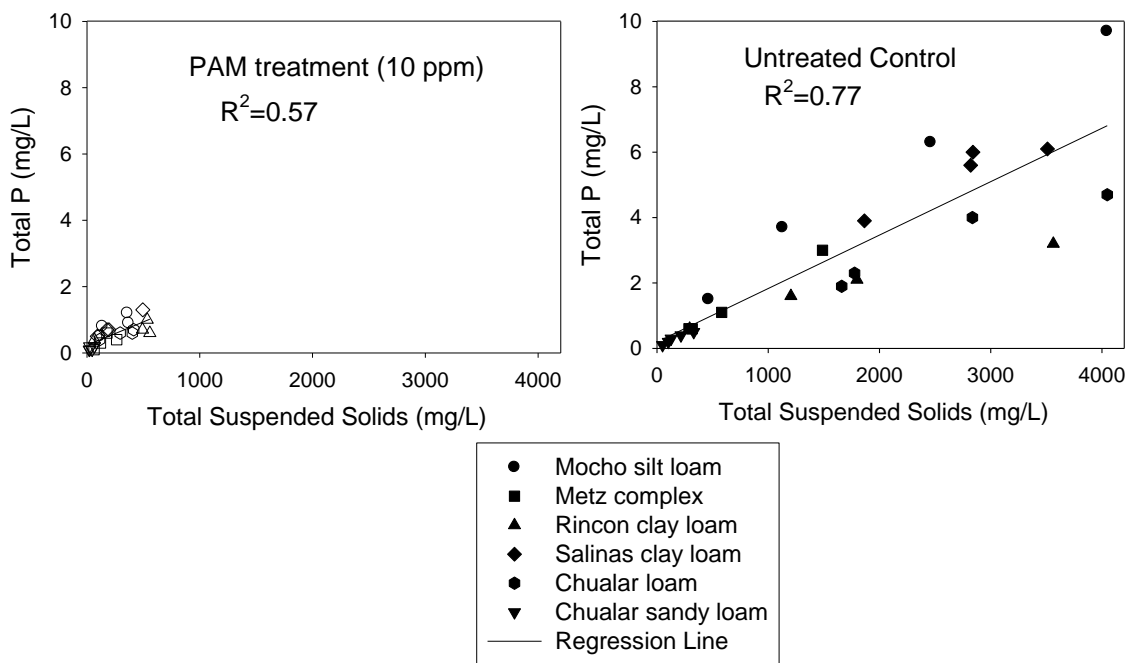 PAM treatment (10 ppm)
R²=0.57
Total P (mg/L)
10
8
6
4
2
0
0 1000 2000 3000 4000
Total Suspended Solids (mg/L)
Untreated Control
R²=0.77
Total P (mg/L)
10
8
6
4
2
0
0 1000 2000 3000 4000
Total Suspended Solids (mg/L)
Mocho silt loam
Metz complex
Rincon clay loam
Salinas clay loam
Chualar loam
Chualar sandy loam
Regression Line